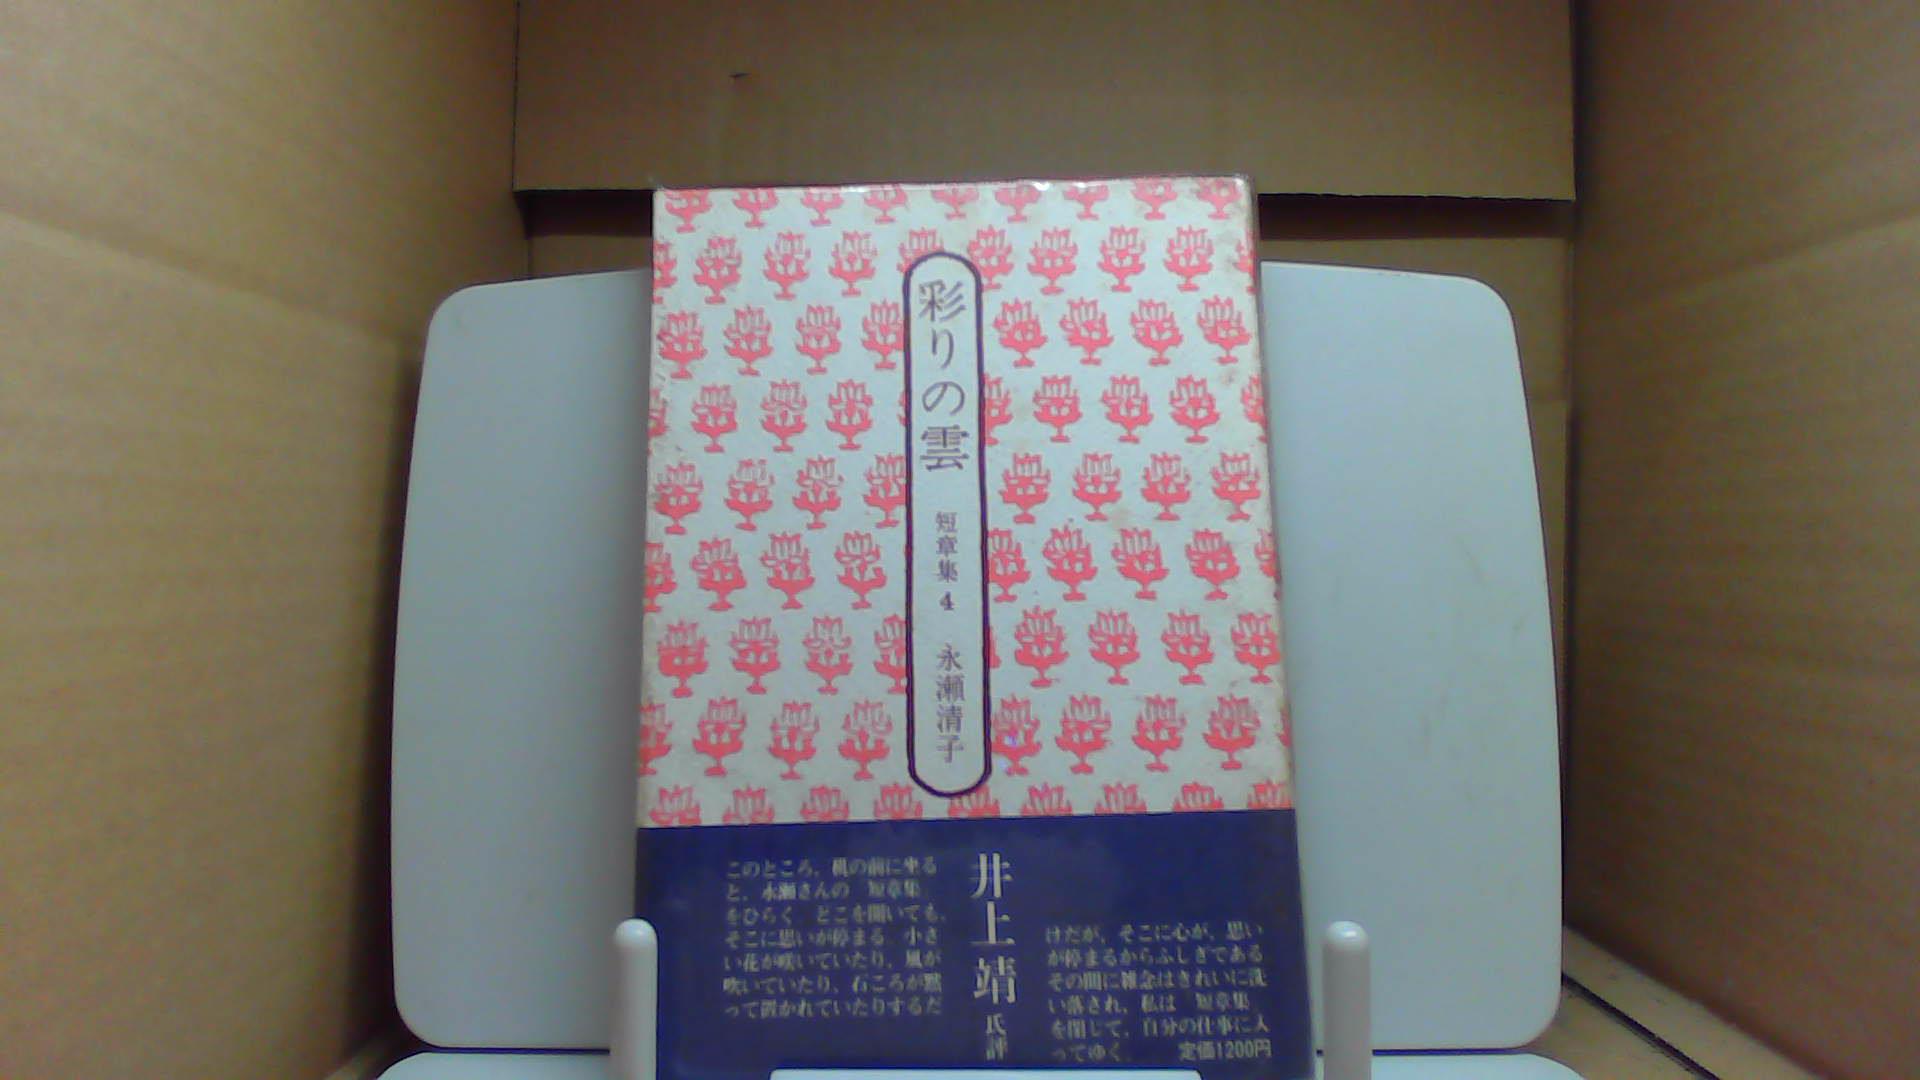 彩りの雲
短章集 4
永瀬清子
このところ、机の前に坐る
と、永瀬さんの「短章集」
をひらく。どこを開いても、
そこに思いが停まる。小さ
い花が咲いていたり、風が
吹いていたり、石ころが黙
って置かれていたりするだ
井上靖 氏評
けだが、そこに心が、思い
が停まるからふしぎである
その間に雑念はきれいに洗
い落され、私は「短章集」
を閉じて、自分の仕事に入
ってゆく。
定価1200円